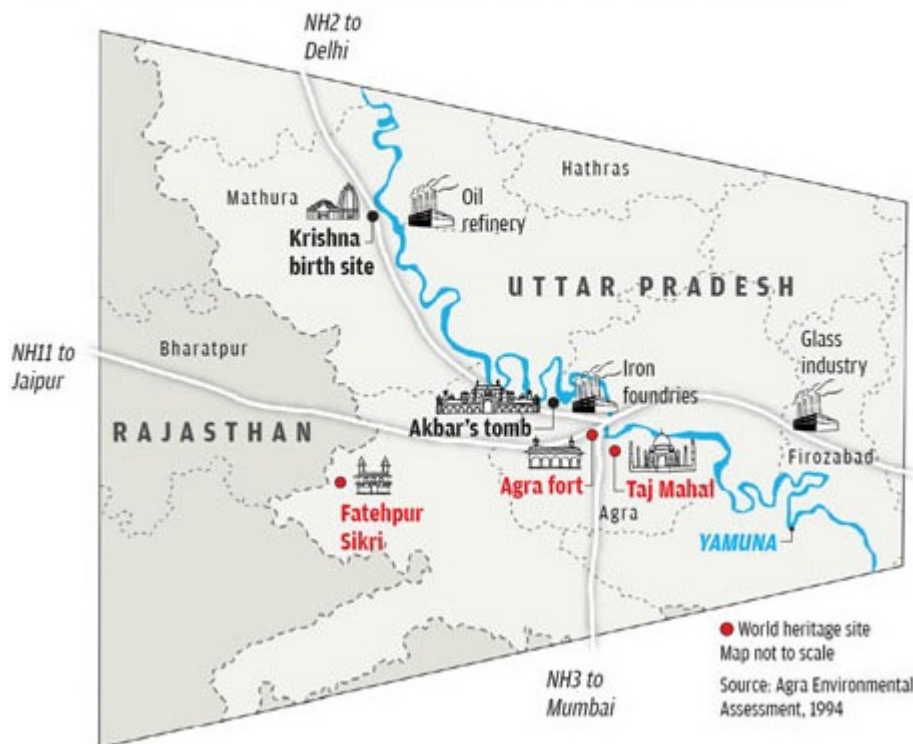 NH2 to
Delhi
Hathras
Mathura
Oil
refinery
Krishna
birth site
UTTAR PRADESH
NH11 to
Jaipur
Bharatpur
Glass
industry
Iron
foundries
RAJASTHAN
Akbar's tomb
Firozabad
Agra fort
Taj Mahal
Fatehpur
Sikri
Agra
YAMUNA
World heritage site
Map not to scale
NH3 to
Mumbai
Source: Agra Environmental
Assessment, 1994